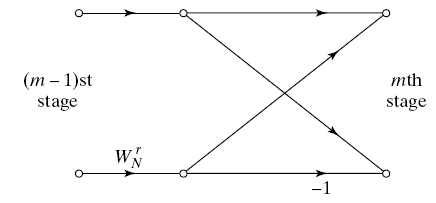 (m – 1)st
stage
mth
stage
W_N^r
–1